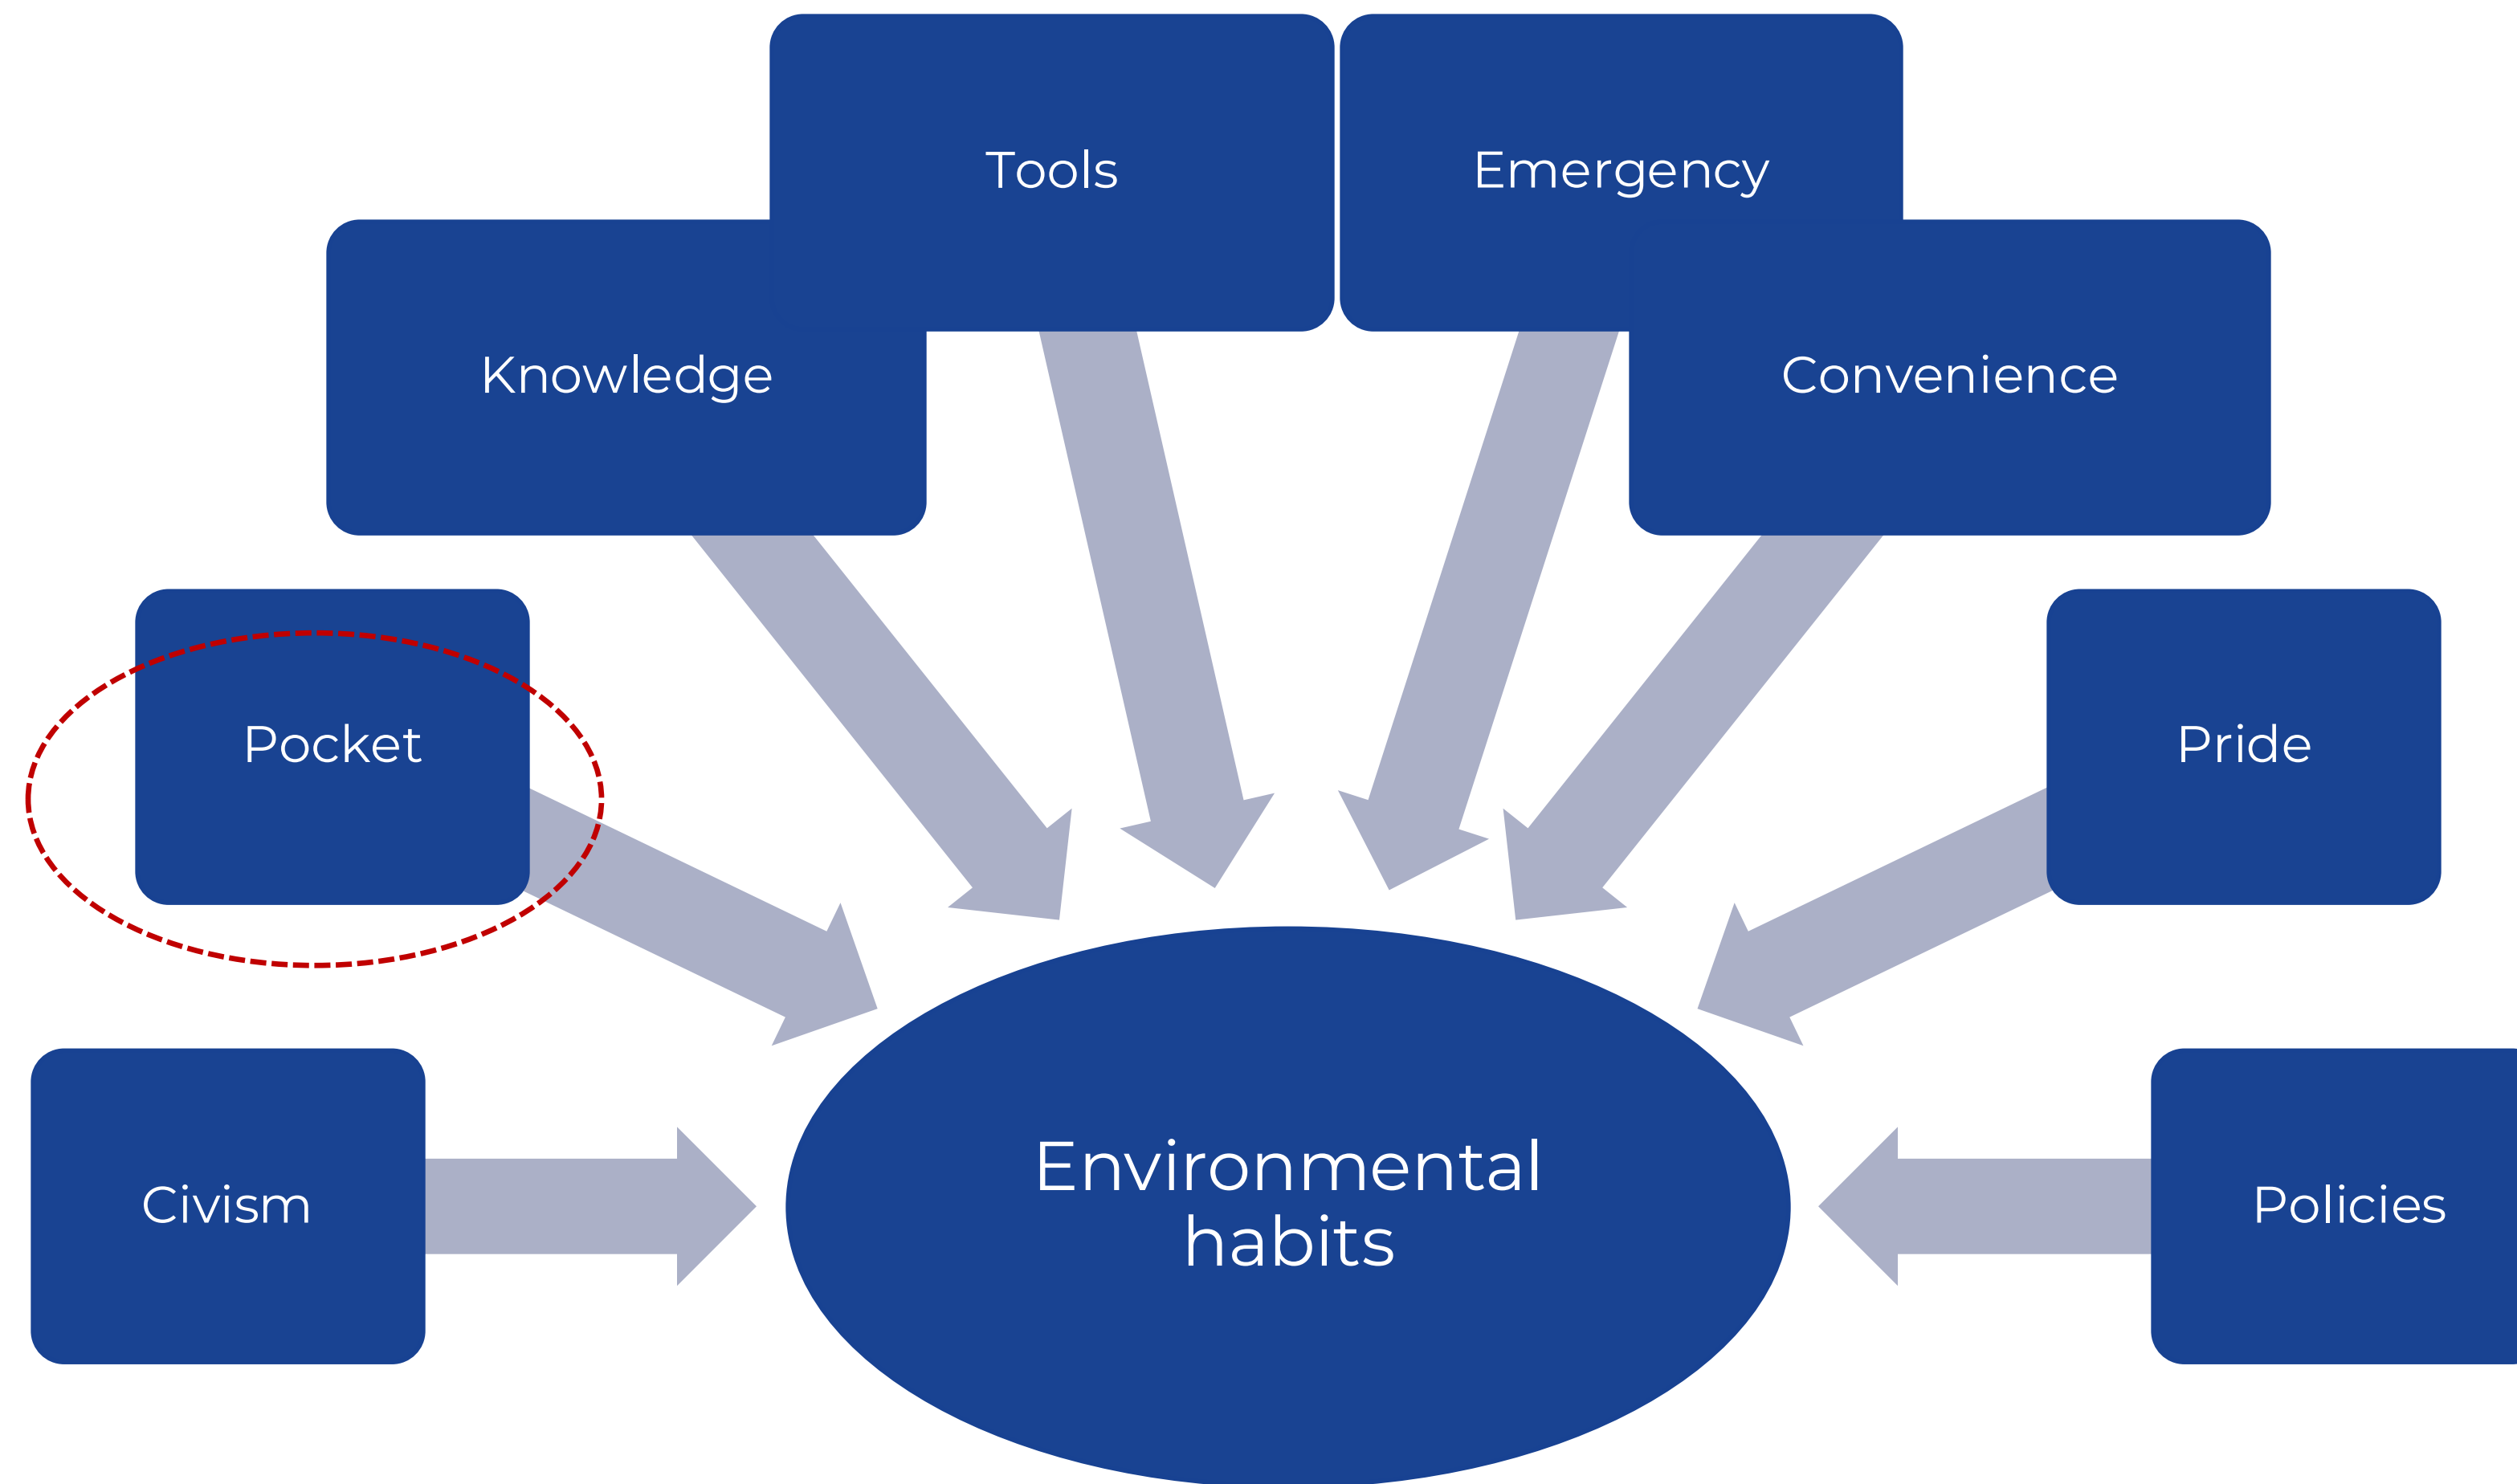 Tools
Emergency
Knowledge
Convenience
Pocket
Pride
Civism
Environmental
habits
Policies